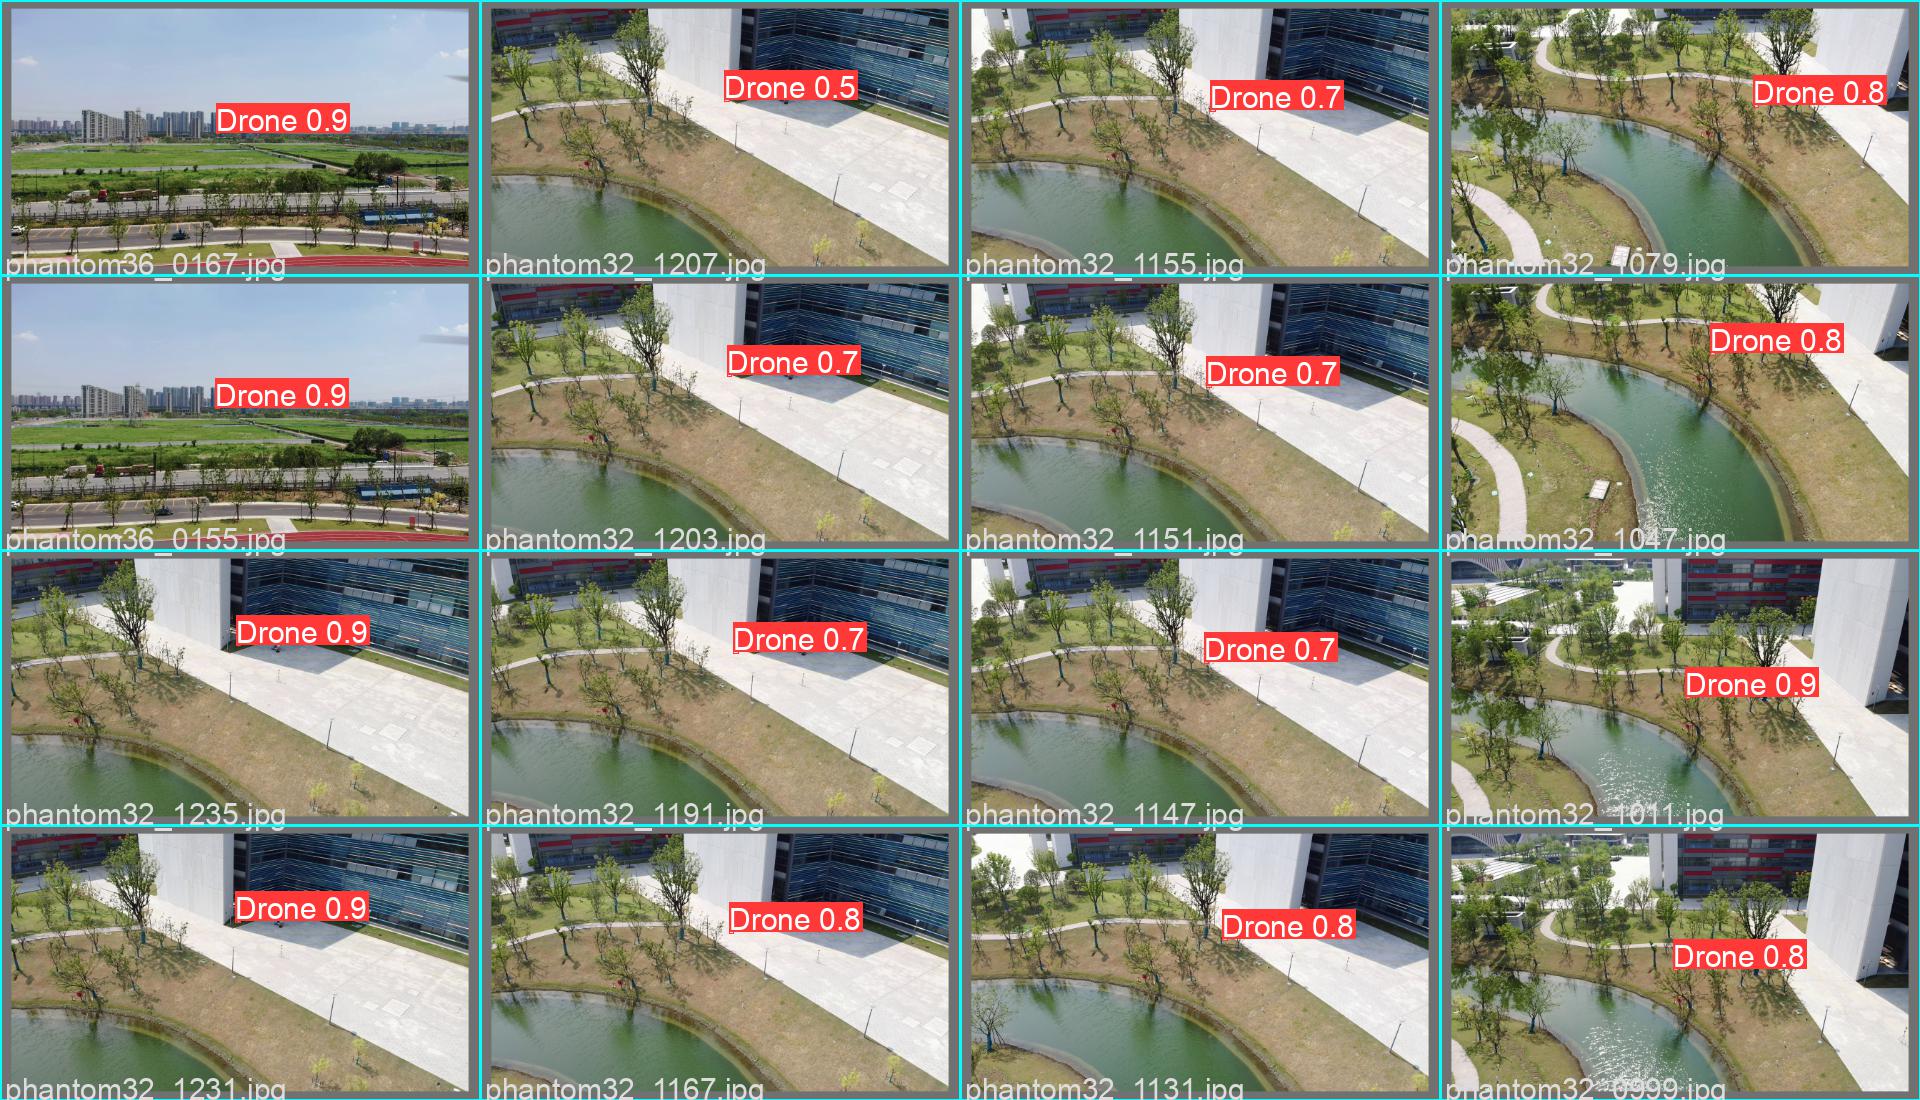 Drone 0.9
phantom36_0167.jpg
Drone 0.5
phantom32_1207.jpg
Drone 0.7
phantom32_1155.jpg
Drone 0.8
phantom32_1079.jpg
Drone 0.9
phantom36_0155.jpg
Drone 0.7
phantom32_1203.jpg
Drone 0.7
phantom32_1151.jpg
Drone 0.8
phantom32_1047.jpg
Drone 0.9
phantom32_1235.jpg
Drone 0.7
phantom32_1191.jpg
Drone 0.7
phantom32_1147.jpg
Drone 0.9
phantom32_1011.jpg
Drone 0.9
phantom32_1231.jpg
Drone 0.8
phantom32_1167.jpg
Drone 0.8
phantom32_1131.jpg
Drone 0.8
phantom32_0999.jpg